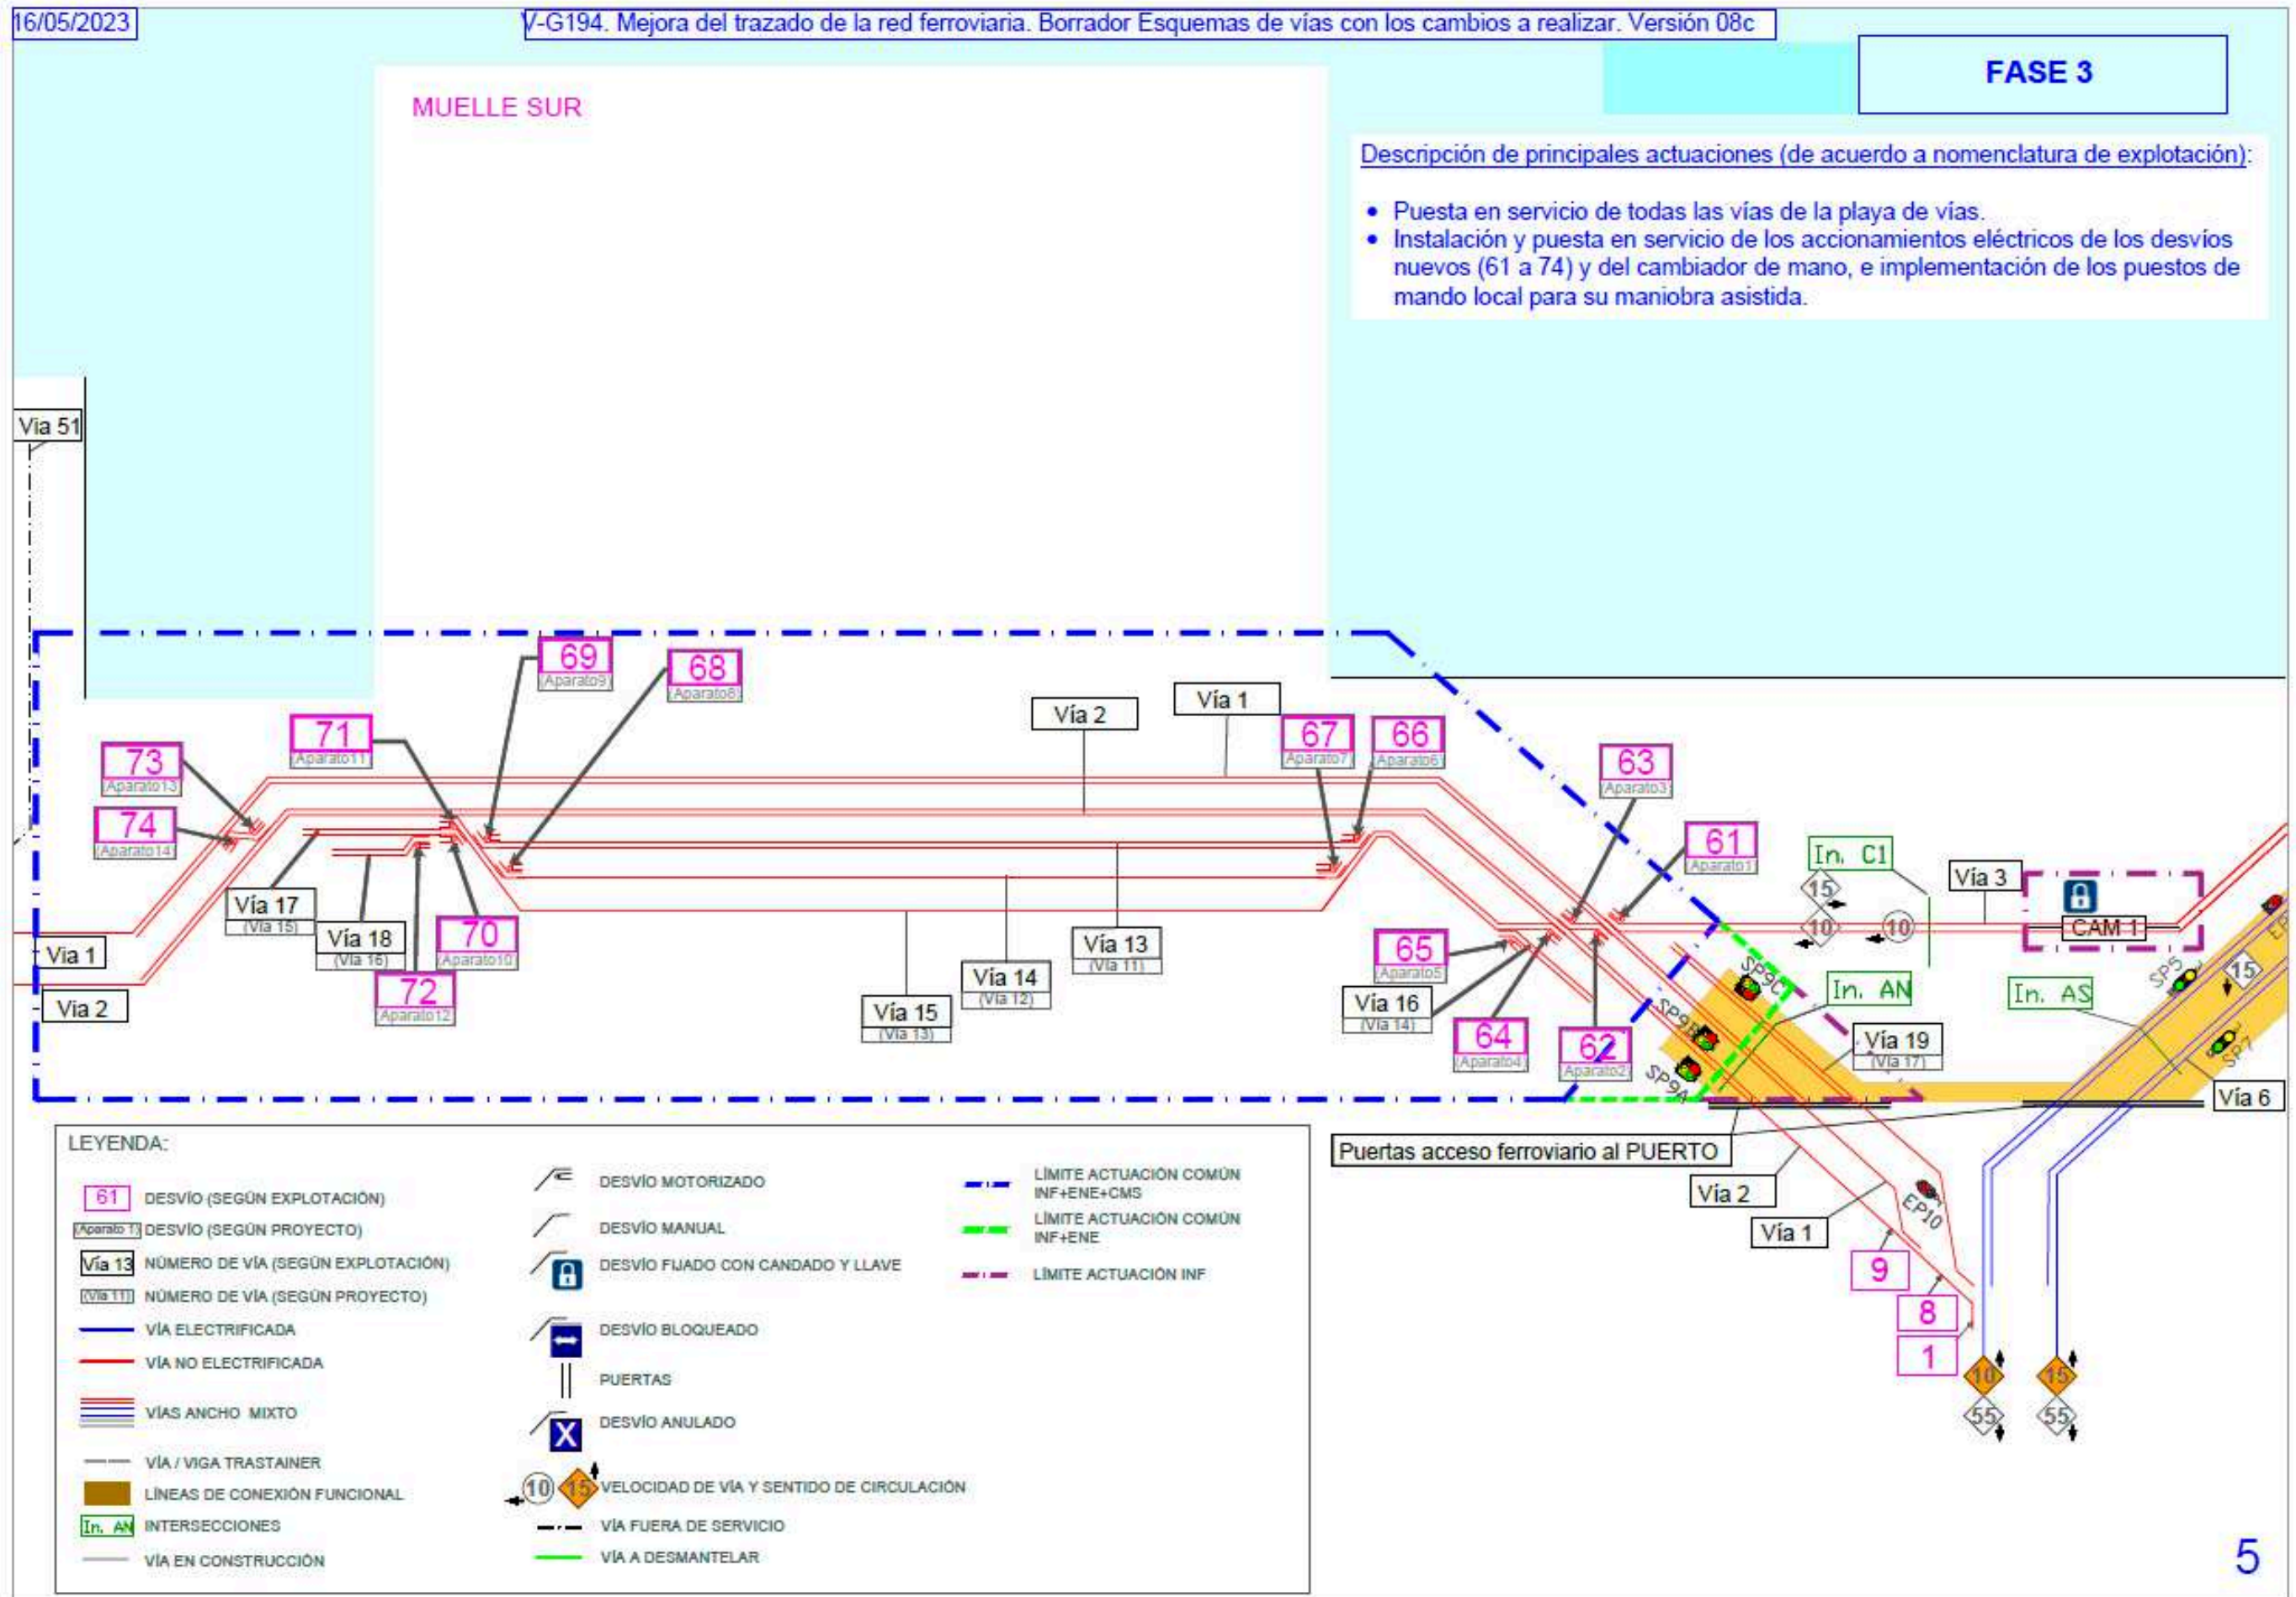 16/05/2023
V-G194. Mejora del trazado de la red ferroviaria. Borrador Esquemas de vías con los cambios a realizar. Versión 08c
FASE 3
MUELLE SUR
Descripción de principales actuaciones (de acuerdo a nomenclatura de explotación):
• Puesta en servicio de todas las vías de la playa de vías.
• Instalación y puesta en servicio de los accionamientos eléctricos de los desvíos
nuevos (61 a 74) y del cambiador de mano, e implementación de los puestos de
mando local para su maniobra asistida.
Via 51
69
(Aparato9)
68
(Aparato8)
Vía 2
Vía 1
71
(Aparato11)
67
(Aparato7)
66
(Aparato6)
73
(Aparato13)
63
(Aparato3)
74
(Aparato14)
61
(Aparato1)
In. C1
15
10
10
Vía 3
CAM 1
Vía 17
(Vía 15)
Vía 18
(Vía 16)
70
(Aparato10)
Vía 13
(Vía 11)
65
(Aparato5)
Via 1
Via 2
72
(Aparato12)
Vía 14
(Vía 12)
Vía 15
(Vía 13)
Vía 16
(Vía 14)
64
(Aparato4)
62
(Aparato2)
SP9C
SP9B
SP9A
In. AN
In. AS
SP5
15
SP7
Vía 19
(Vía 17)
Vía 6
Puertas acceso ferroviario al PUERTO
Vía 2
Vía 1
EP10
9
8
1
10
15
55
55
LEYENDA:
61 DESVÍO (SEGÚN EXPLOTACIÓN)
(Aparato 1) DESVÍO (SEGÚN PROYECTO)
Vía 13 NÚMERO DE VÍA (SEGÚN EXPLOTACIÓN)
(Vía 11) NÚMERO DE VÍA (SEGÚN PROYECTO)
VÍA ELECTRIFICADA
VÍA NO ELECTRIFICADA
VÍAS ANCHO MIXTO
VÍA / VIGA TRASTAINER
LÍNEAS DE CONEXIÓN FUNCIONAL
In. AN INTERSECCIONES
VÍA EN CONSTRUCCIÓN
DESVÍO MOTORIZADO
DESVÍO MANUAL
DESVÍO FIJADO CON CANDADO Y LLAVE
DESVÍO BLOQUEADO
PUERTAS
X DESVÍO ANULADO
10 15 VELOCIDAD DE VÍA Y SENTIDO DE CIRCULACIÓN
VÍA FUERA DE SERVICIO
VÍA A DESMANTELAR
LÍMITE ACTUACIÓN COMÚN
INF+ENE+CMS
LÍMITE ACTUACIÓN COMÚN
INF+ENE
LÍMITE ACTUACIÓN INF
5